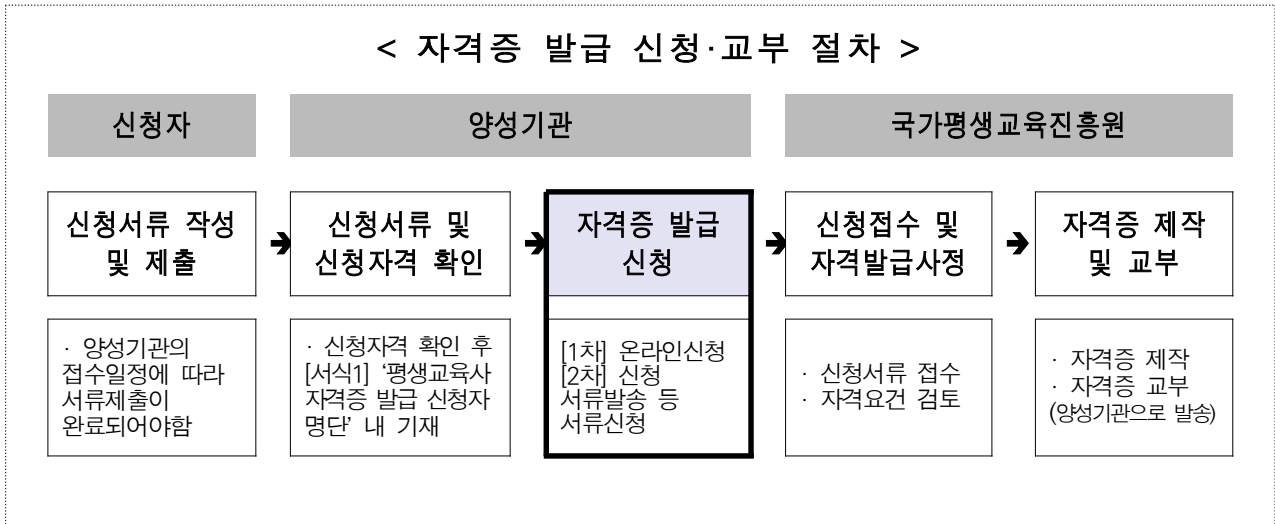 < 자격증 발급 신청·교부 절차 >
신청자
양성기관
국가평생교육진흥원
신청서류 작성
및 제출
➔
신청서류 및
신청자격 확인
➔
자격증 발급
신청
➔
신청접수 및
자격발급사정
➔
자격증 제작
및 교부
· 양성기관의
접수일정에 따라
서류제출이
완료되어야함
· 신청자격 확인 후
[서식1] ‘평생교육사
자격증 발급 신청자
명단’ 내 기재
[1차] 온라인신청
[2차] 신청
서류발송 등
서류신청
· 신청서류 접수
· 자격요건 검토
· 자격증 제작
· 자격증 교부
(양성기관으로 발송)